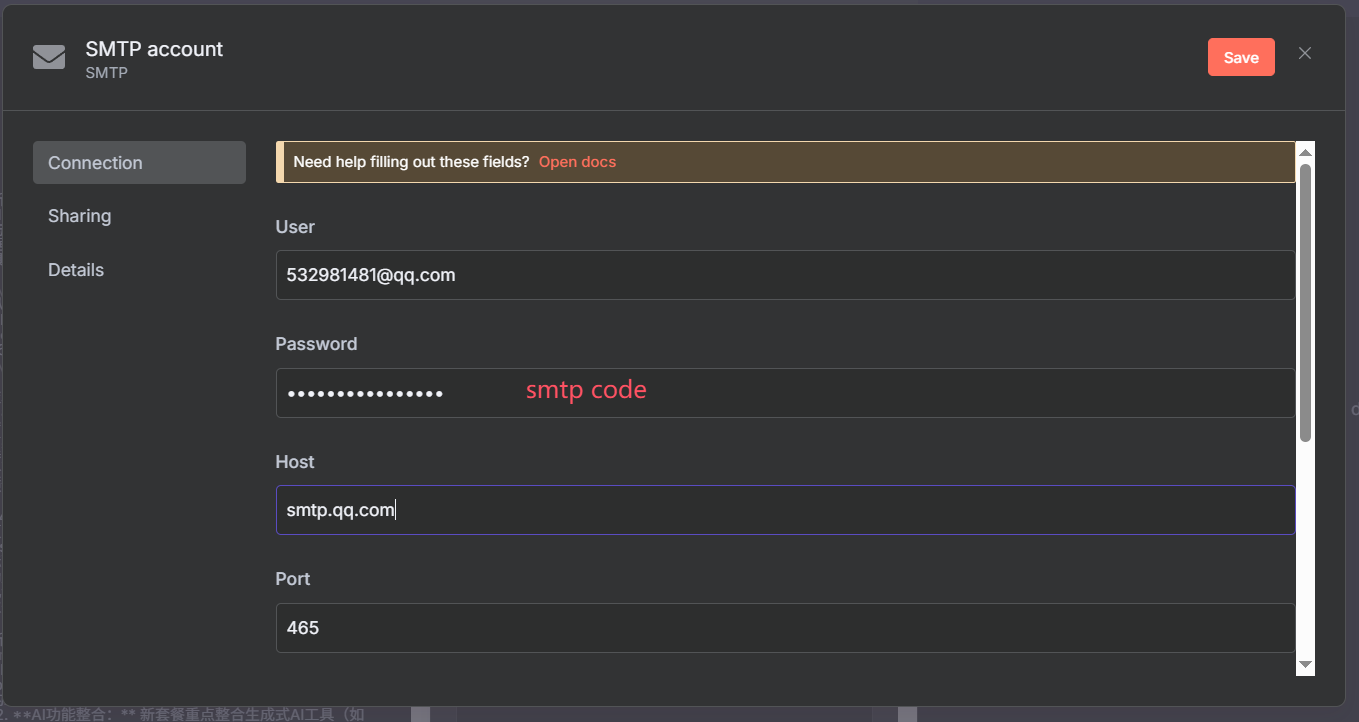 SMTP account
SMTP
Save
Connection
Sharing
Details
Need help filling out these fields? Open docs
User
532981481@qq.com
Password
•••••••••••••••• smtp code
Host
smtp.qq.com
Port
465
2. **AI功能整合：** 新套餐重点整合生成式AI工具（如